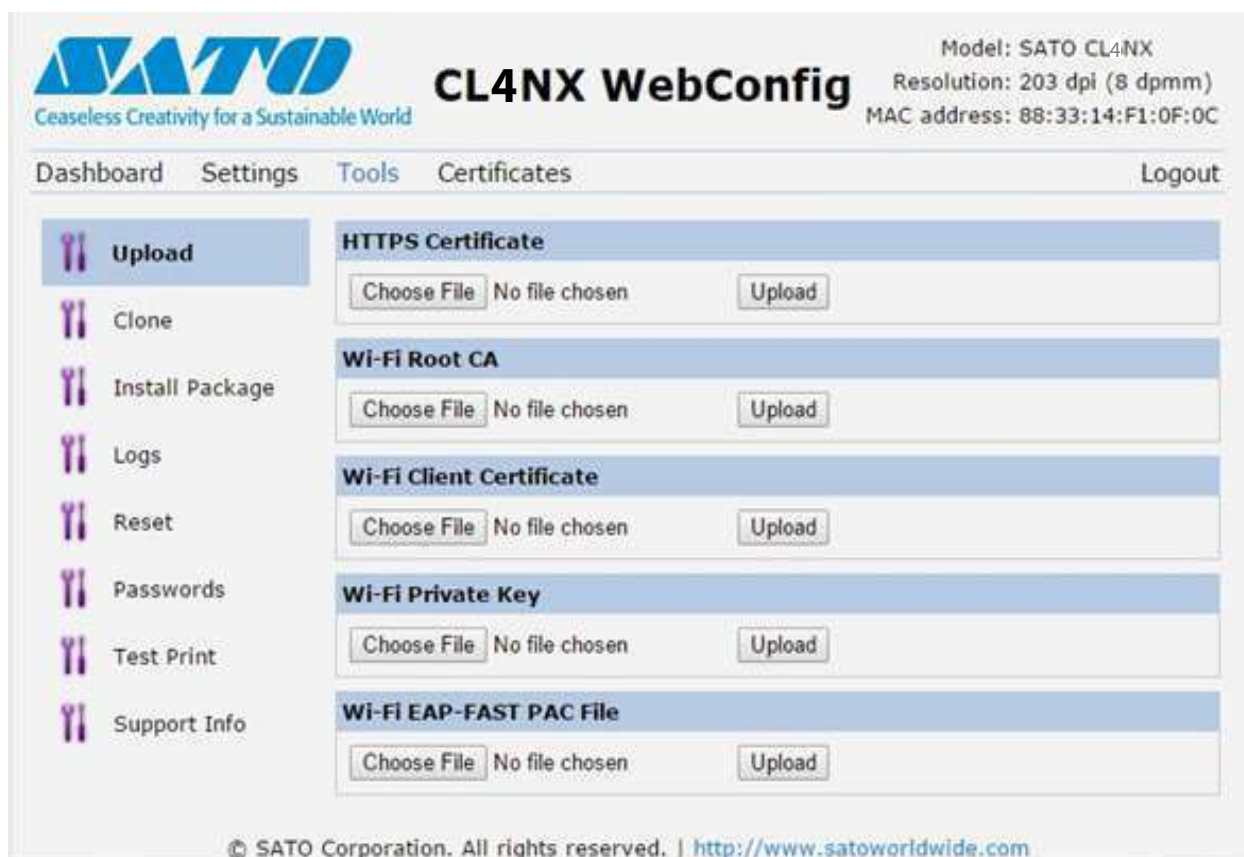 SATO
Ceaseless Creativity for a Sustainable World
CL4NX WebConfig
Model: SATO CL4NX
Resolution: 203 dpi (8 dpmm)
MAC address: 88:33:14:F1:0F:0C
Dashboard Settings Tools Certificates Logout
Upload
Clone
Install Package
Logs
Reset
Passwords
Test Print
Support Info
HTTPS Certificate
Choose File No file chosen Upload
Wi-Fi Root CA
Choose File No file chosen Upload
Wi-Fi Client Certificate
Choose File No file chosen Upload
Wi-Fi Private Key
Choose File No file chosen Upload
Wi-Fi EAP-FAST PAC File
Choose File No file chosen Upload
© SATO Corporation. All rights reserved. | http://www.satoworldwide.com